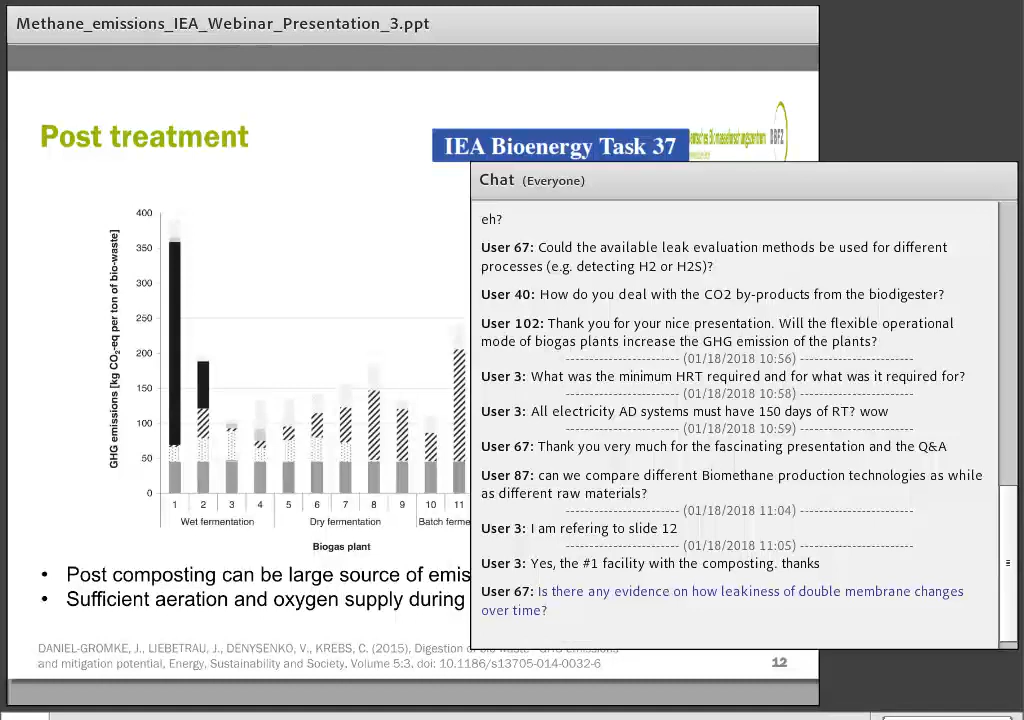 Methane_emissions_IEA_Webinar_Presentation_3.ppt
Post treatment
IEA Bioenergy Task 37
DBFZ
GHG emissions [kg CO2-eq per ton of bio-waste]
400
350
300
250
200
150
100
50
0
1 2 3 4 5 6 7 8 9 10 11
Wet fermentation Dry fermentation Batch ferme
Biogas plant
• Post composting can be large source of emis
• Sufficient aeration and oxygen supply during
DANIEL-GROMKE, J., LIEBETRAU, J., DENYSENKO, V., KREBS, C. (2015), Digestion
and mitigation potential, Energy, Sustainability and Society. Volume 5:3. doi: 10.1186/s13705-014-0032-6
12
Chat (Everyone)
eh?
User 67: Could the available leak evaluation methods be used for different
processes (e.g. detecting H2 or H2S)?
User 40: How do you deal with the CO2 by-products from the biodigester?
User 102: Thank you for your nice presentation. Will the flexible operational
mode of biogas plants increase the GHG emission of the plants?
----------------------- (01/18/2018 10:56) -----------------------
User 3: What was the minimum HRT required and for what was it required for?
----------------------- (01/18/2018 10:58) -----------------------
User 3: All electricity AD systems must have 150 days of RT? wow
----------------------- (01/18/2018 10:59) -----------------------
User 67: Thank you very much for the fascinating presentation and the Q&A
User 87: can we compare different Biomethane production technologies as while
as different raw materials?
----------------------- (01/18/2018 11:04) -----------------------
User 3: I am refering to slide 12
----------------------- (01/18/2018 11:05) -----------------------
User 3: Yes, the #1 facility with the composting. thanks
User 67: Is there any evidence on how leakiness of double membrane changes
over time?